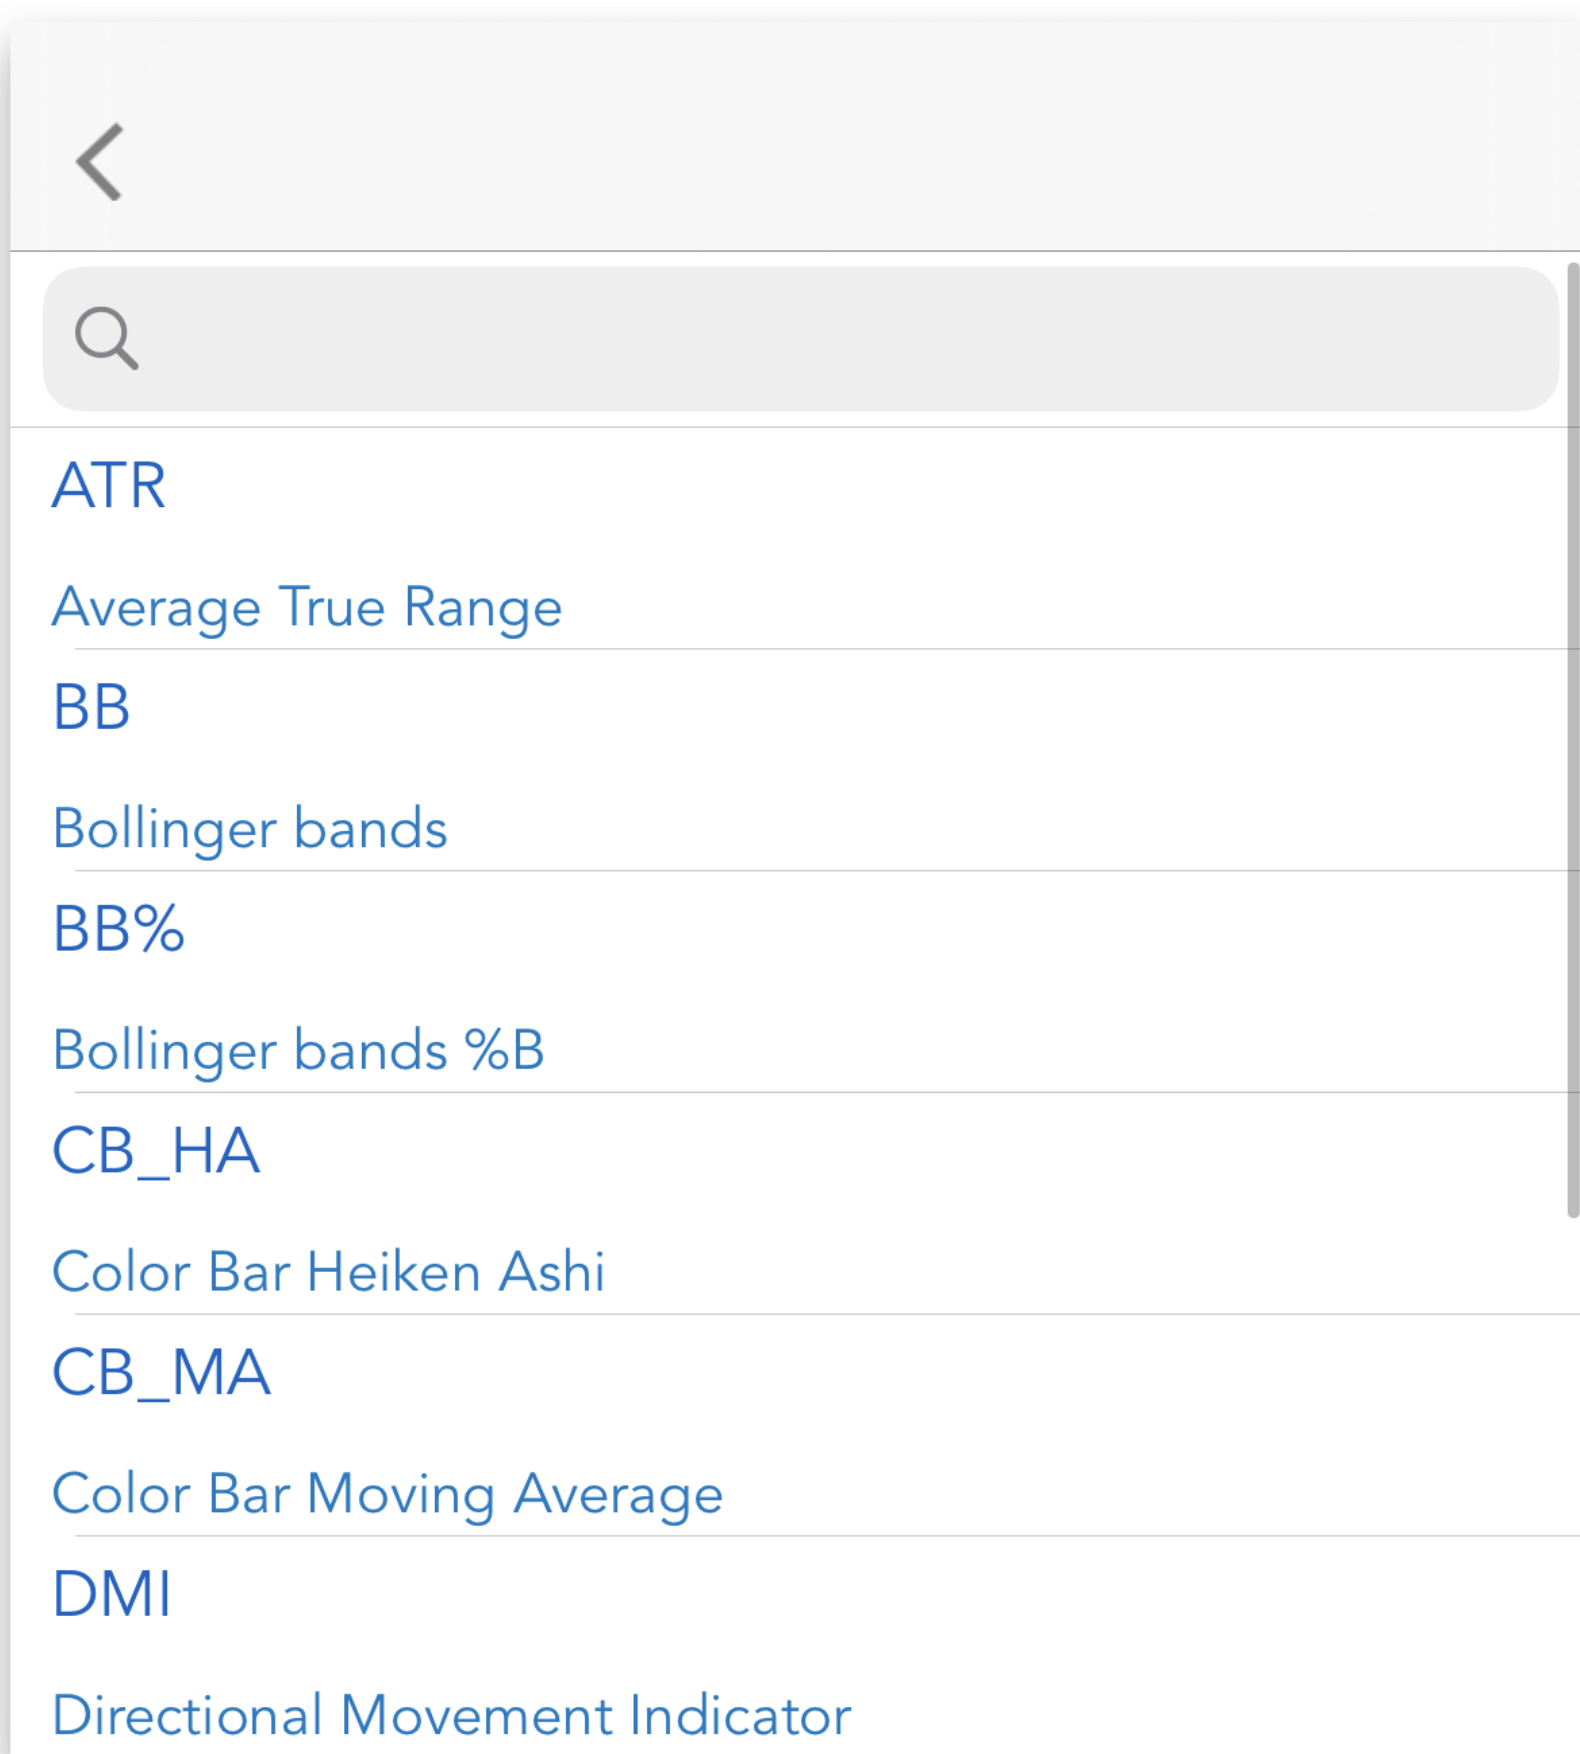 ATR
Average True Range
BB
Bollinger bands
BB%
Bollinger bands %B
CB_HA
Color Bar Heiken Ashi
CB_MA
Color Bar Moving Average
DMI
Directional Movement Indicator